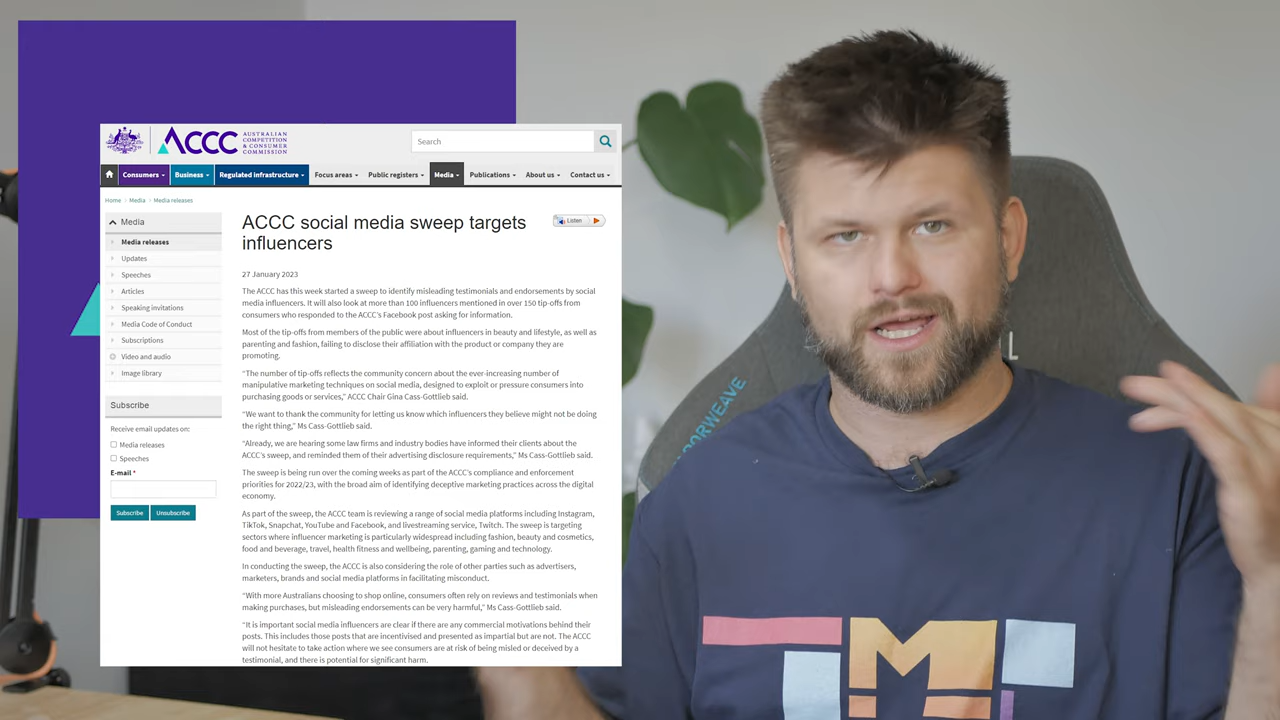 ACCC
AUSTRALIAN
COMPETITION
& CONSUMER
COMMISSION
Search
Consumers
Business
Regulated infrastructure
Focus areas
Public registers
Media
Publications
About us
Contact us
Home
Media
Media releases
Media
Media releases
Updates
Speeches
Articles
Speaking invitations
Media Code of Conduct
Subscriptions
Video and audio
Image library
Subscribe
Receive email updates on:
Media releases
Speeches
E-mail *
Subscribe
Unsubscribe
ACCC social media sweep targets
influencers
Listen
27 January 2023
The ACCC has this week started a sweep to identify misleading testimonials and endorsements by social
media influencers. It will also look at more than 100 influencers mentioned in over 150 tip-offs from
consumers who responded to the ACCC's Facebook post asking for information.
Most of the tip-offs from members of the public were about influencers in beauty and lifestyle, as well as
parenting and fashion, failing to disclose their affiliation with the product or company they are
promoting.
“The number of tip-offs reflects the community concern about the ever-increasing number of
manipulative marketing techniques on social media, designed to exploit or pressure consumers into
purchasing goods or services,” ACCC Chair Gina Cass-Gottlieb said.
“We want to thank the community for letting us know which influencers they believe might not be doing
the right thing,” Ms Cass-Gottlieb said.
“Already, we are hearing some law firms and industry bodies have informed their clients about the
ACCC's sweep, and reminded them of their advertising disclosure requirements,” Ms Cass-Gottlieb said.
The sweep is being run over the coming weeks as part of the ACCC's compliance and enforcement
priorities for 2022/23, with the broad aim of identifying deceptive marketing practices across the digital
economy.
As part of the sweep, the ACCC team is reviewing a range of social media platforms including Instagram,
TikTok, Snapchat, YouTube and Facebook, and livestreaming service, Twitch. The sweep is targeting
sectors where influencer marketing is particularly widespread including fashion, beauty and cosmetics,
food and beverage, travel, health fitness and wellbeing, parenting, gaming and technology.
In conducting the sweep, the ACCC is also considering the role of other parties such as advertisers,
marketers, brands and social media platforms in facilitating misconduct.
“With more Australians choosing to shop online, consumers often rely on reviews and testimonials when
making purchases, but misleading endorsements can be very harmful,” Ms Cass-Gottlieb said.
“It is important social media influencers are clear if there are any commercial motivations behind their
posts. This includes those posts that are incentivised and presented as impartial but are not. The ACCC
will not hesitate to take action where we see consumers are at risk of being misled or deceived by a
testimonial, and there is potential for significant harm.